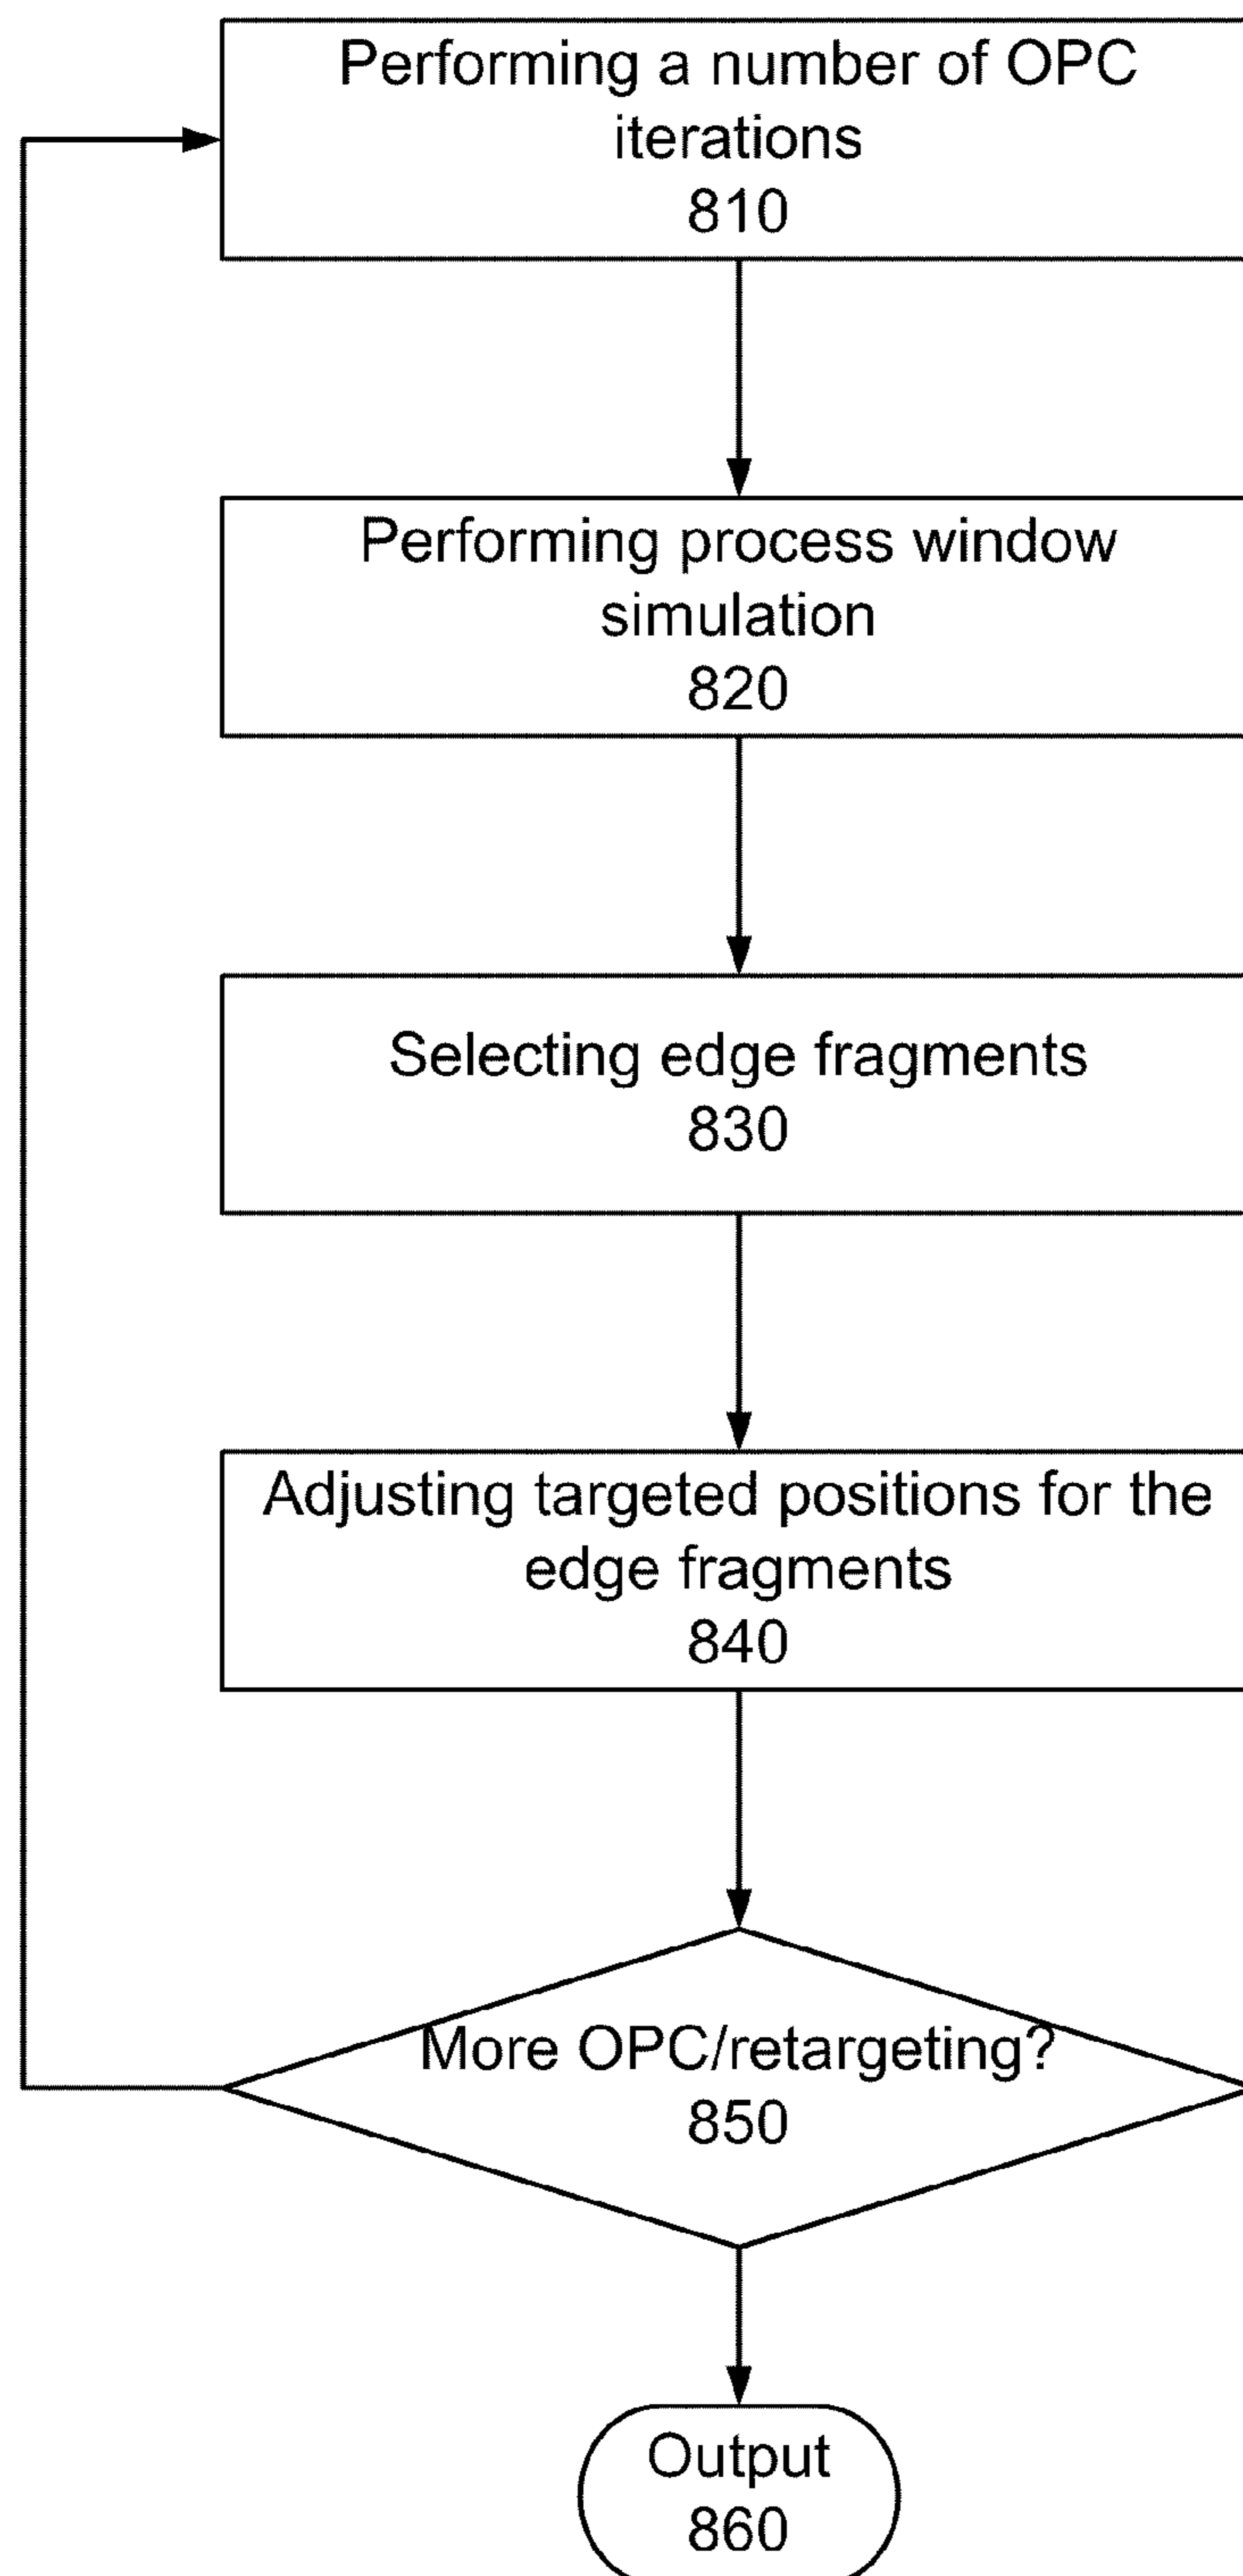 Performing a number of OPC
iterations
810
Performing process window
simulation
820
Selecting edge fragments
830
Adjusting targeted positions for the
edge fragments
840
More OPC/retargeting?
850
Output
860